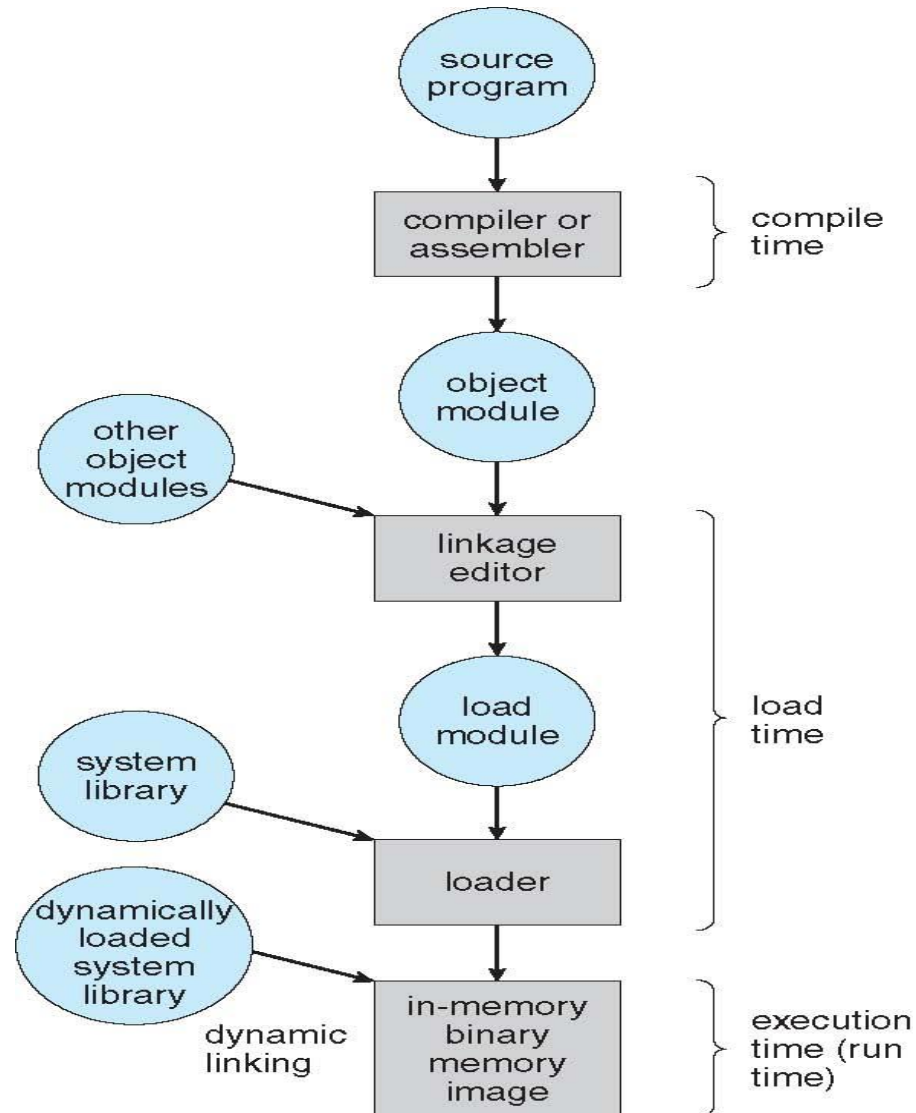 source
program
compiler or
assembler
compile
time
object
module
other
object
modules
linkage
editor
load
module
load
time
system
library
loader
dynamically
loaded
system
library
dynamic
linking
in-memory
binary
memory
image
execution
time (run
time)